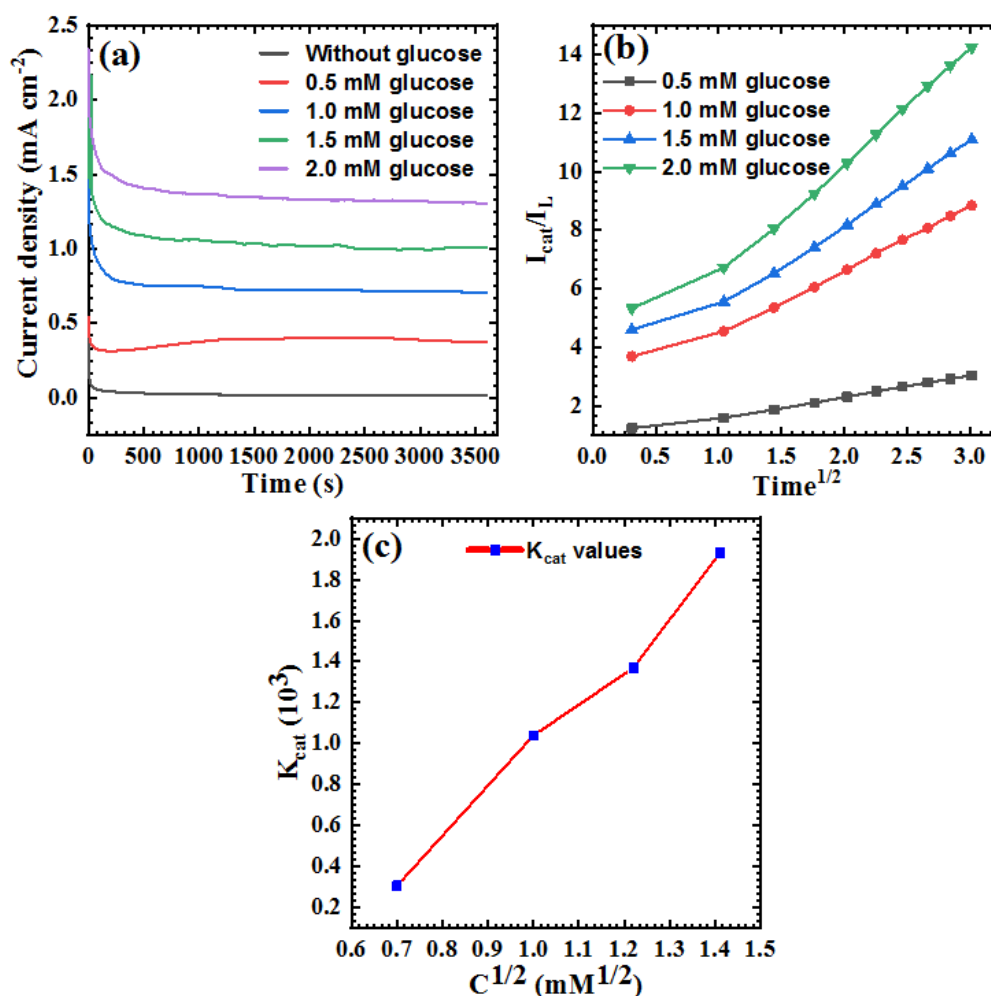 (a)
Without glucose
0.5 mM glucose
1.0 mM glucose
1.5 mM glucose
2.0 mM glucose
Current density (mA cm-2)
2.5
2.0
1.5
1.0
0.5
0.0
0 500 1000 1500 2000 2500 3000 3500
Time (s)
(b)
0.5 mM glucose
1.0 mM glucose
1.5 mM glucose
2.0 mM glucose
Icat/IL
14
12
10
8
6
4
2
0.0 0.5 1.0 1.5 2.0 2.5 3.0
Time1/2
(c)
Kcat values
Kcat (103)
2.0
1.8
1.6
1.4
1.2
1.0
0.8
0.6
0.4
0.2
0.6 0.7 0.8 0.9 1.0 1.1 1.2 1.3 1.4 1.5
C1/2 (mM1/2)